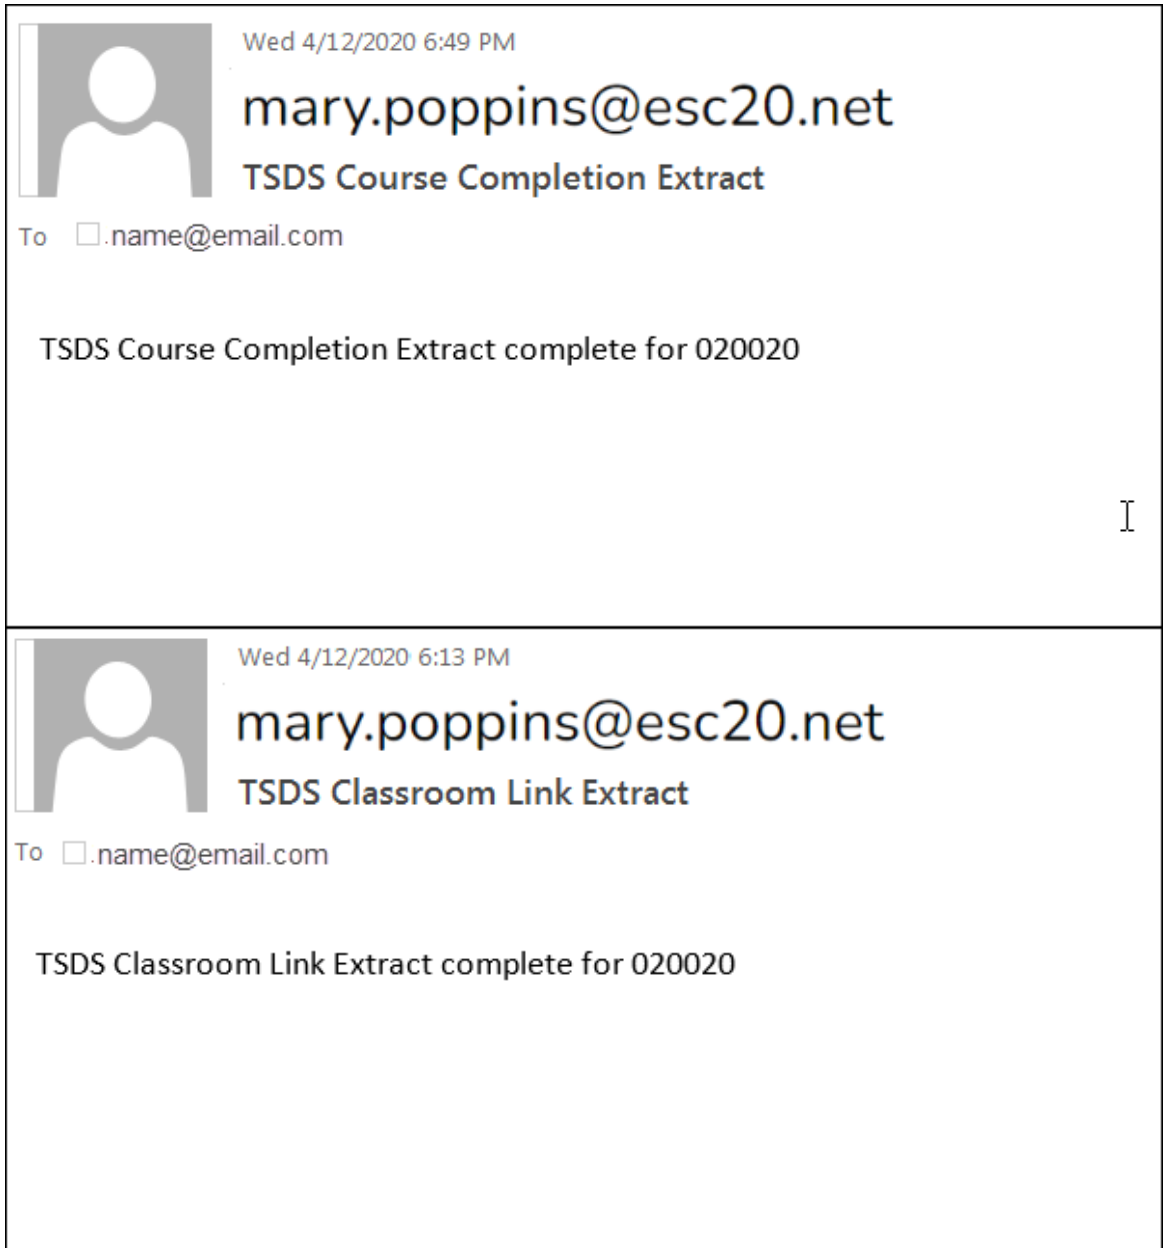 Wed 4/12/2020 6:49 PM
mary.poppins@esc20.net
TSDS Course Completion Extract
To .name@email.com
TSDS Course Completion Extract complete for 020020
Wed 4/12/2020 6:13 PM
mary.poppins@esc20.net
TSDS Classroom Link Extract
To .name@email.com
TSDS Classroom Link Extract complete for 020020